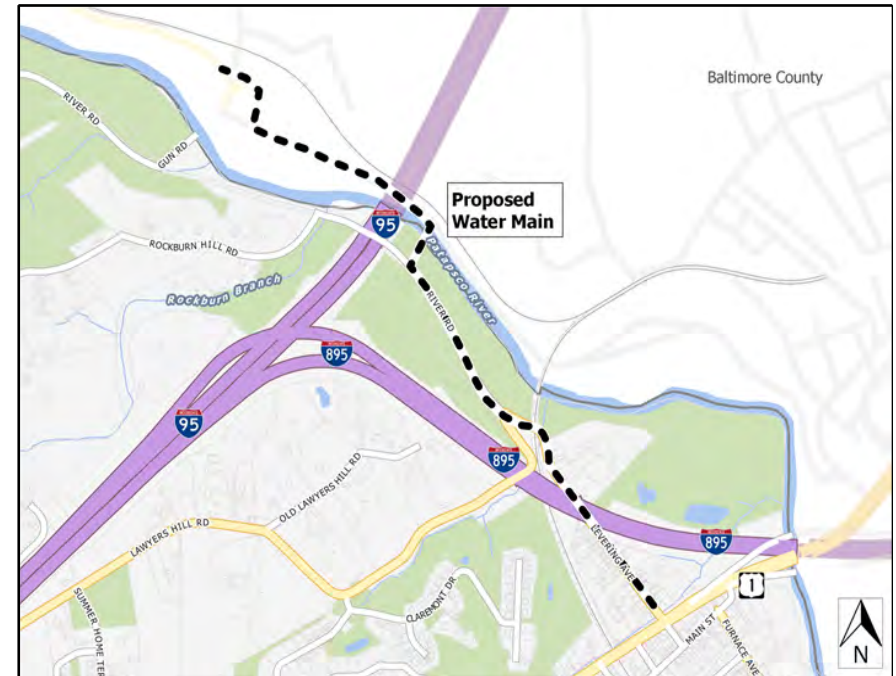 Baltimore County
RIVER RD
GUN RD
Proposed
Water Main
95
ROCKBURN HILL RD
Patapsco River
Rockburn Branch
RIVER RD
895
95
895
OLD LAWYERS HILL RD
LAWYERS HILL RD
LEVERING AVE
895
CLAREMONT DR
1
SUMMER HOME TER
MAIN ST
FURNACE AVE
N